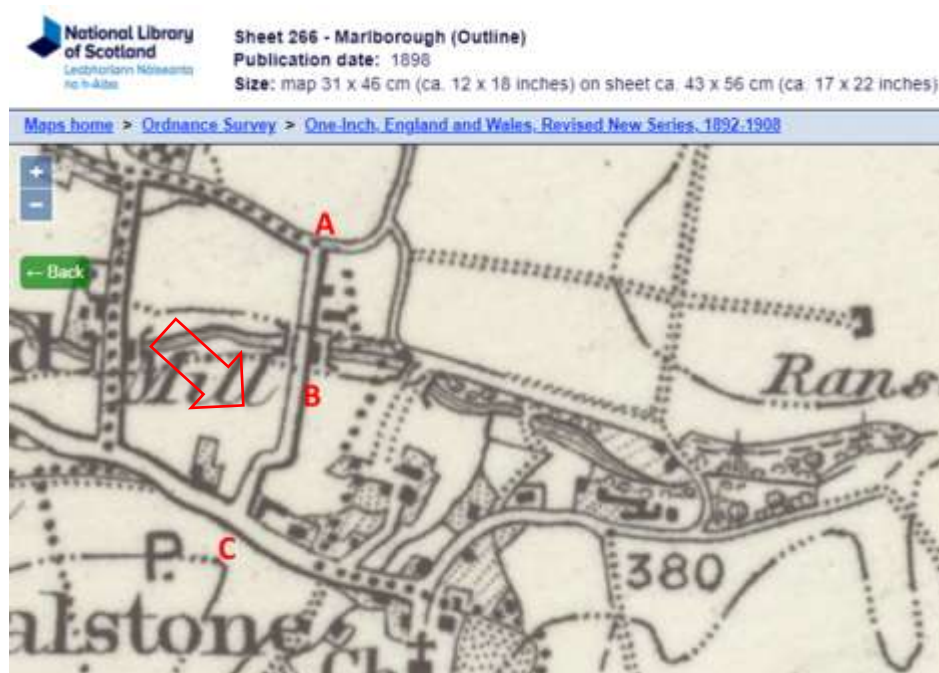 National Library
of Scotland
Leabharlann Nàiseanta
na h-Alba
Sheet 266 - Marlborough (Outline)
Publication date: 1898
Size: map 31 x 46 cm (ca. 12 x 18 inches) on sheet ca. 43 x 56 cm (ca. 17 x 22 inches)
Maps home > Ordnance Survey > One-Inch, England and Wales, Revised New Series, 1892-1908
+
−
← Back
A
d
Mill
B
Rans
C
P.
380
alstone
Ch